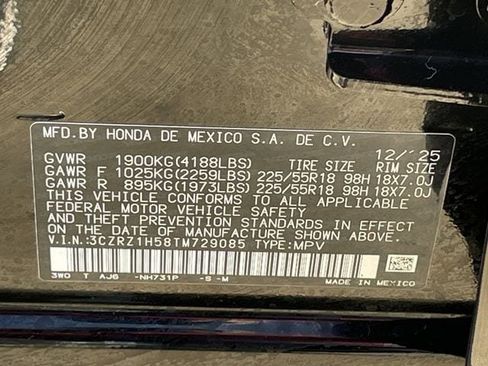 MFD.BY HONDA DE MEXICO S.A. DE C.V.
12/'25
GVWR 1900KG(4188LBS) TIRE SIZE RIM SIZE
GAWR F 1025KG(2259LBS) 225/55R18 98H 18X7.0J
GAWR R 895KG(1973LBS) 225/55R18 98H 18X7.0J
THIS VEHICLE CONFORMS TO ALL APPLICABLE
FEDERAL MOTOR VEHICLE SAFETY
AND THEFT PREVENTION STANDARDS IN EFFECT
ON THE DATE OF MANUFACTURE SHOWN ABOVE.
V.I.N.:3CZRZ1H58TM729085 TYPE:MPV
3WO T AJ6 -NH731P -S -M
MADE IN MEXICO